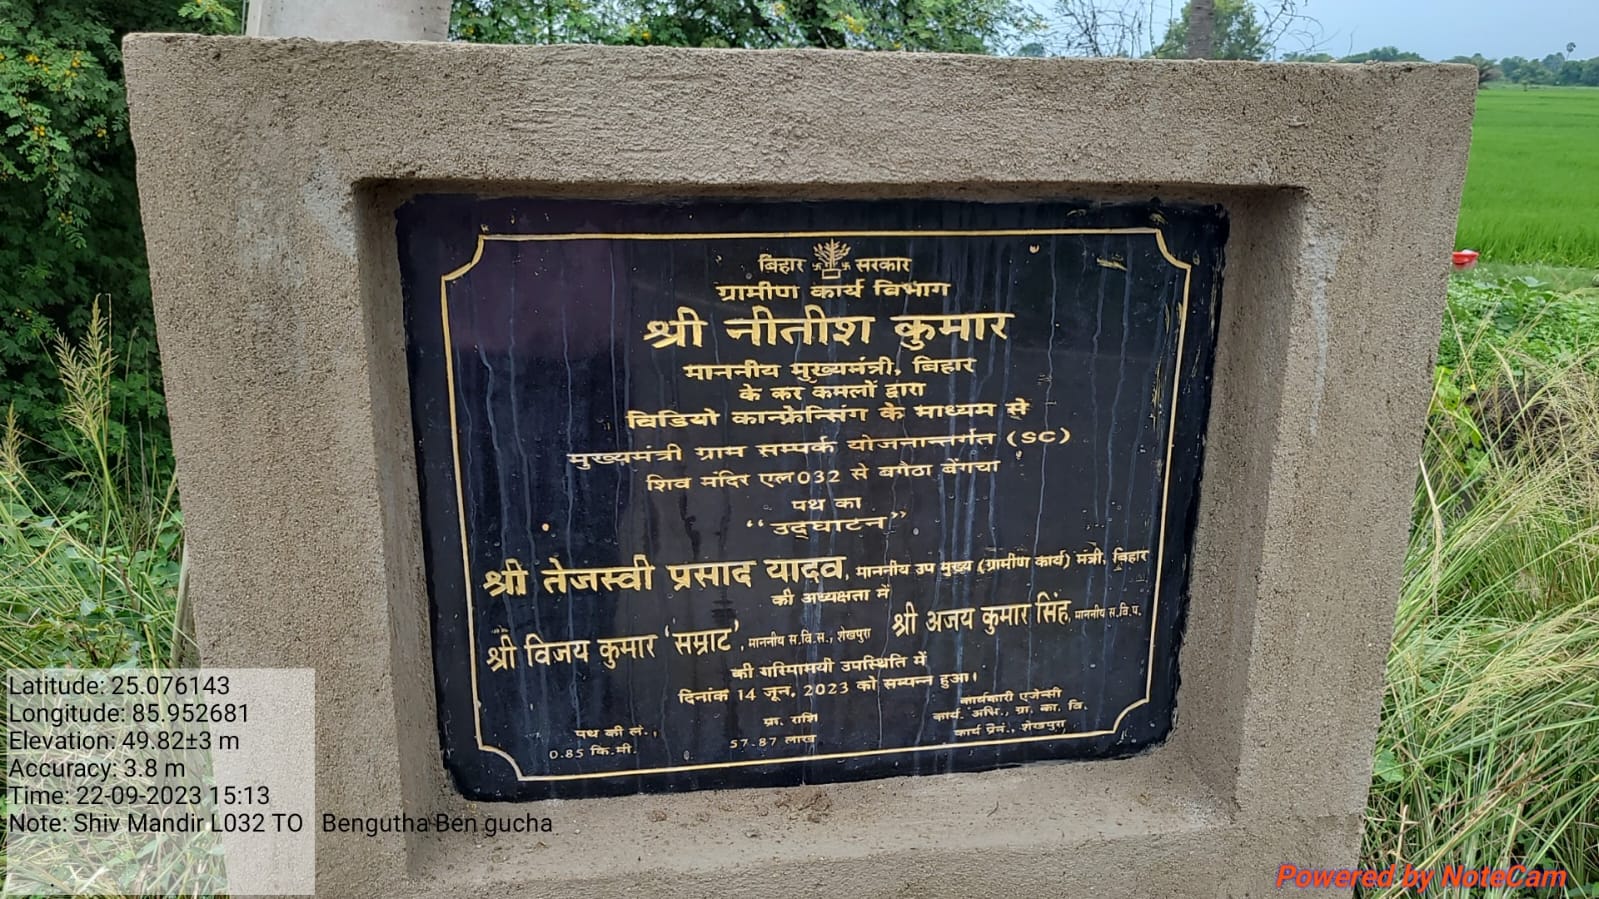 बिहार सरकार
ग्रामीण कार्य विभाग
श्री नीतीश कुमार
माननीय मुख्यमंत्री, बिहार
के कर कमलों द्वारा
विडियो कान्फ्रेन्सिंग के माध्यम से
मुख्यमंत्री ग्राम सम्पर्क योजनान्तर्गत (SC)
शिव मंदिर एल032 से बगैठा बेंगचा
पथ का
“उद्घाटन”
श्री तेजस्वी प्रसाद यादव, माननीय उप मुख्य (ग्रामीण कार्य) मंत्री, बिहार
की अध्यक्षता में
श्री विजय कुमार 'सम्राट', माननीय स.वि.स., शेखपुरा श्री अजय कुमार सिंह, माननीय स.वि.प.
की गरिमामयी उपस्थिति में
दिनांक 14 जून, 2023 को सम्पन्न हुआ।
पथ की लं., प्रा. राशि कार्यकारी एजेन्सी
0.85 कि.मी. 57.87 लाख कार्य. अभि., ग्रा. का. वि.
कार्य प्रमं., शेखपुरा
Latitude: 25.076143
Longitude: 85.952681
Elevation: 49.82±3 m
Accuracy: 3.8 m
Time: 22-09-2023 15:13
Note: Shiv Mandir L032 TO Bengutha Ben gucha
Powered by NoteCam